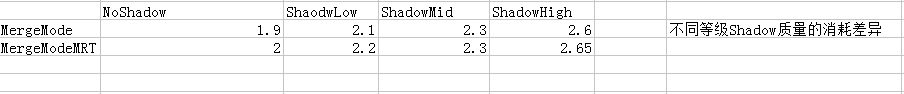 NoShadow ShaodwLow ShadowMid ShadowHigh
MergeMode 1.9 2.1 2.3 2.6 不同等级Shadow质量的消耗差异
MergeModeMRT 2 2.2 2.3 2.65